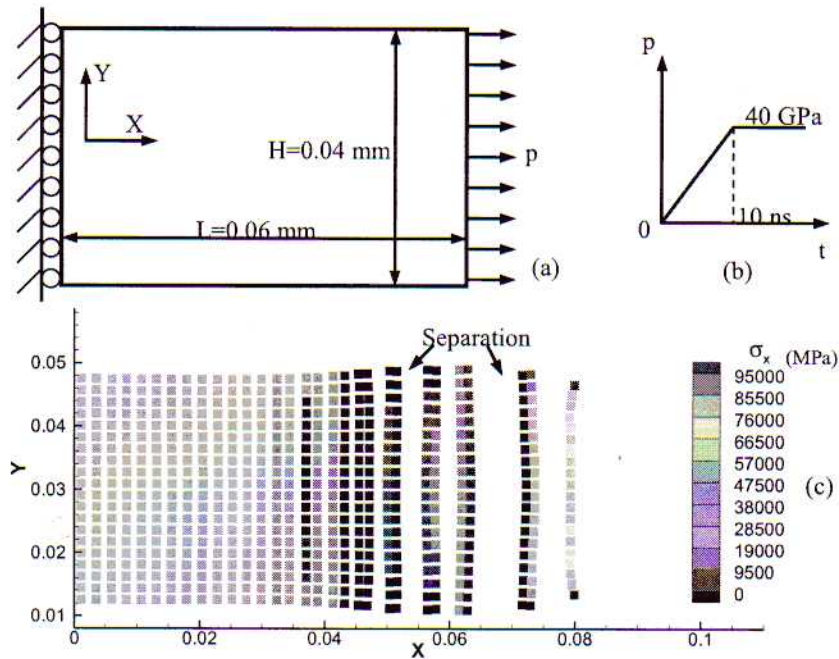 Y
X
H=0.04 mm
p
L=0.06 mm
(a)
p
40 GPa
0
10 ns
t
(b)
Separation
σx (MPa)
95000
85500
76000
66500
57000
47500
38000
28500
19000
9500
0
(c)
Y
0.05
0.04
0.03
0.02
0.01
0
0.02
0.04
0.06
0.08
0.1
X